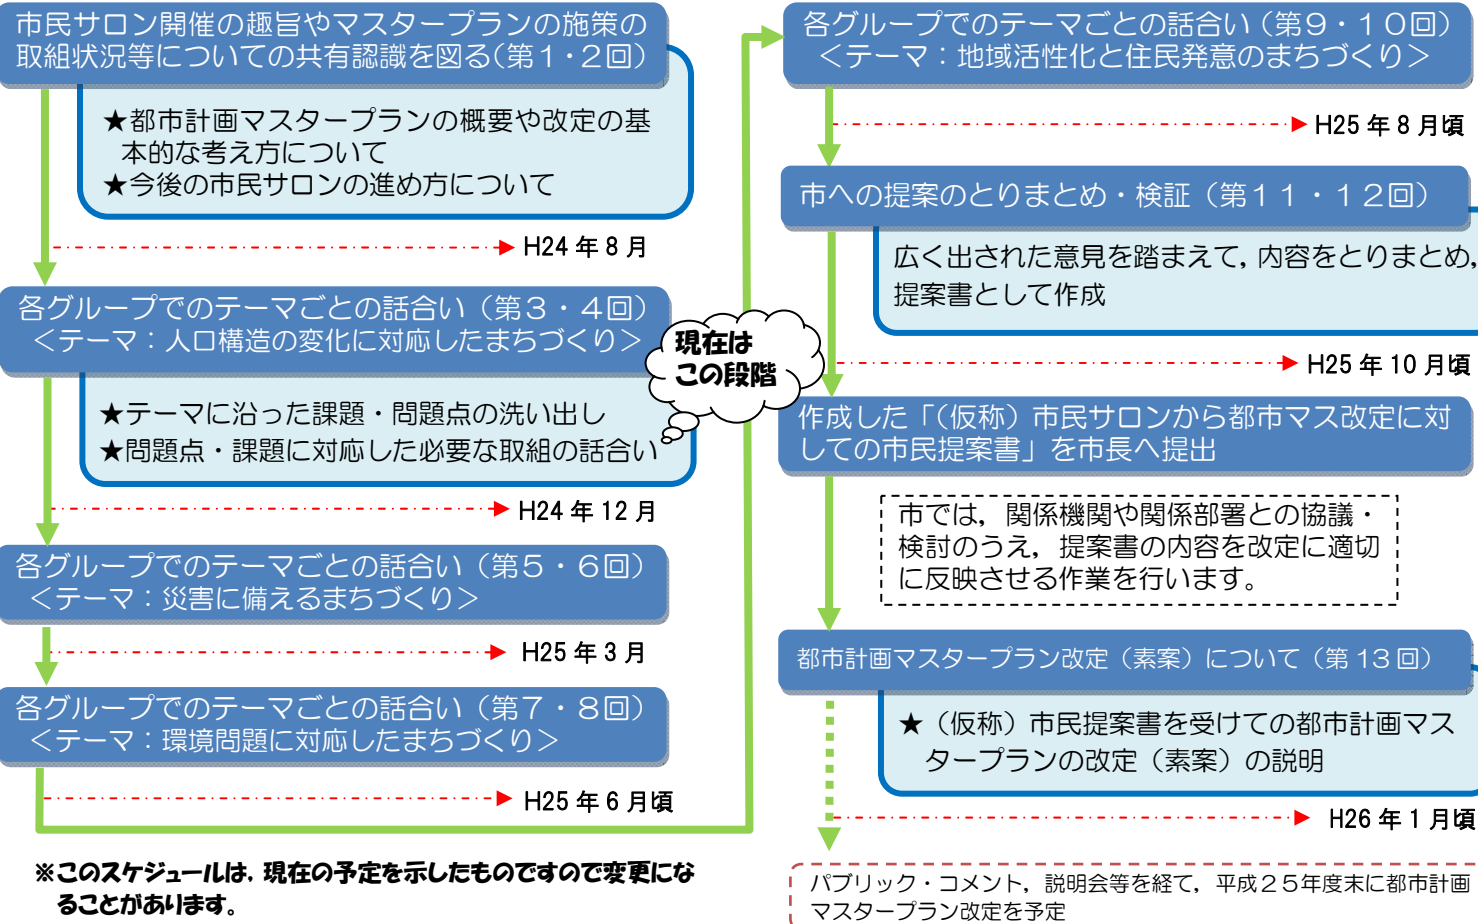 市民サロン開催の趣旨やマスタープランの施策の
取組状況等についての共有認識を図る（第１・２回）
★都市計画マスタープランの概要や改定の基
本的な考え方について
★今後の市民サロンの進め方について
H24 年 8 月
各グループでのテーマごとの話合い（第３・４回）
＜テーマ：人口構造の変化に対応したまちづくり＞
現在は
この段階
★テーマに沿った課題・問題点の洗い出し
★問題点・課題に対応した必要な取組の話合い
H24 年 12 月
各グループでのテーマごとの話合い（第５・６回）
＜テーマ：災害に備えるまちづくり＞
H25 年 3 月
各グループでのテーマごとの話合い（第７・８回）
＜テーマ：環境問題に対応したまちづくり＞
H25 年 6 月頃
※このスケジュールは，現在の予定を示したものですので変更にな
ることがあります。
各グループでのテーマごとの話合い（第９・１０回）
＜テーマ：地域活性化と住民発意のまちづくり＞
H25 年 8 月頃
市への提案のとりまとめ・検証（第１１・１２回）
広く出された意見を踏まえて，内容をとりまとめ，
提案書として作成
H25 年 10 月頃
作成した「（仮称）市民サロンから都市マス改定に対
しての市民提案書」を市長へ提出
市では，関係機関や関係部署との協議・
検討のうえ，提案書の内容を改定に適切
に反映させる作業を行います。
都市計画マスタープラン改定（素案）について（第 13 回）
★（仮称）市民提案書を受けての都市計画マス
タープランの改定（素案）の説明
H26 年 1 月頃
パブリック・コメント，説明会等を経て，平成２５年度末に都市計画
マスタープラン改定を予定